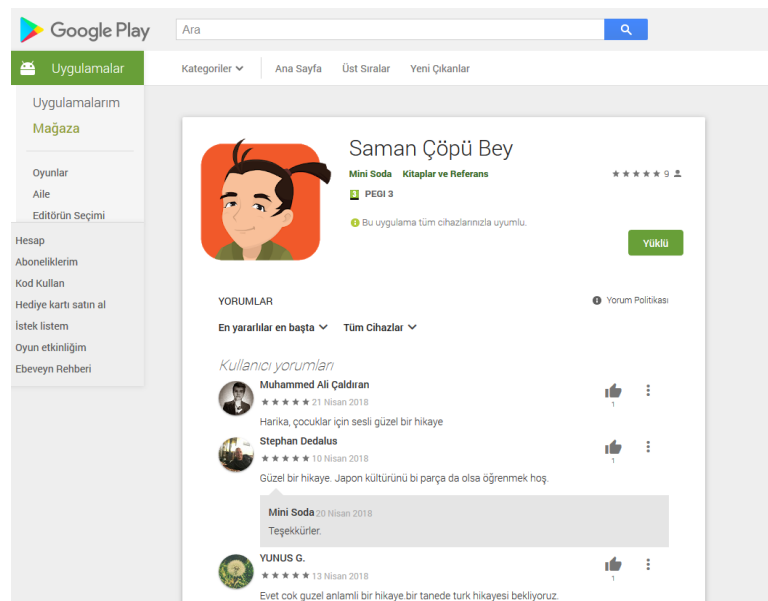 Google Play
Ara
Uygulamalar
Kategoriler Ana Sayfa Üst Sıralar Yeni Çıkanlar
Uygulamalarım
Mağaza
Oyunlar
Aile
Editörün Seçimi
Hesap
Aboneliklerim
Kod Kullan
Hediye kartı satın al
İstek listem
Oyun etkinliğim
Ebeveyn Rehberi
Saman Çöpü Bey
Mini Soda Kitaplar ve Referans
★★★★★ 9
3 PEGI 3
Bu uygulama tüm cihazlarınızla uyumlu.
Yüklü
YORUMLAR
Yorum Politikası
En yararlılar en başta Tüm Cihazlar
Kullanıcı yorumları
Muhammed Ali Çaldıran
★★★★★ 21 Nisan 2018
1
Harika, çocuklar için sesli güzel bir hikaye
Stephan Dedalus
★★★★★ 10 Nisan 2018
1
Güzel bir hikaye. Japon kültürünü bi parça da olsa öğrenmek hoş.
Mini Soda 20 Nisan 2018
Teşekkürler.
YUNUS G.
★★★★★ 13 Nisan 2018
1
Evet cok guzel anlamli bir hikaye.bir tanede turk hikayesi bekliyoruz.